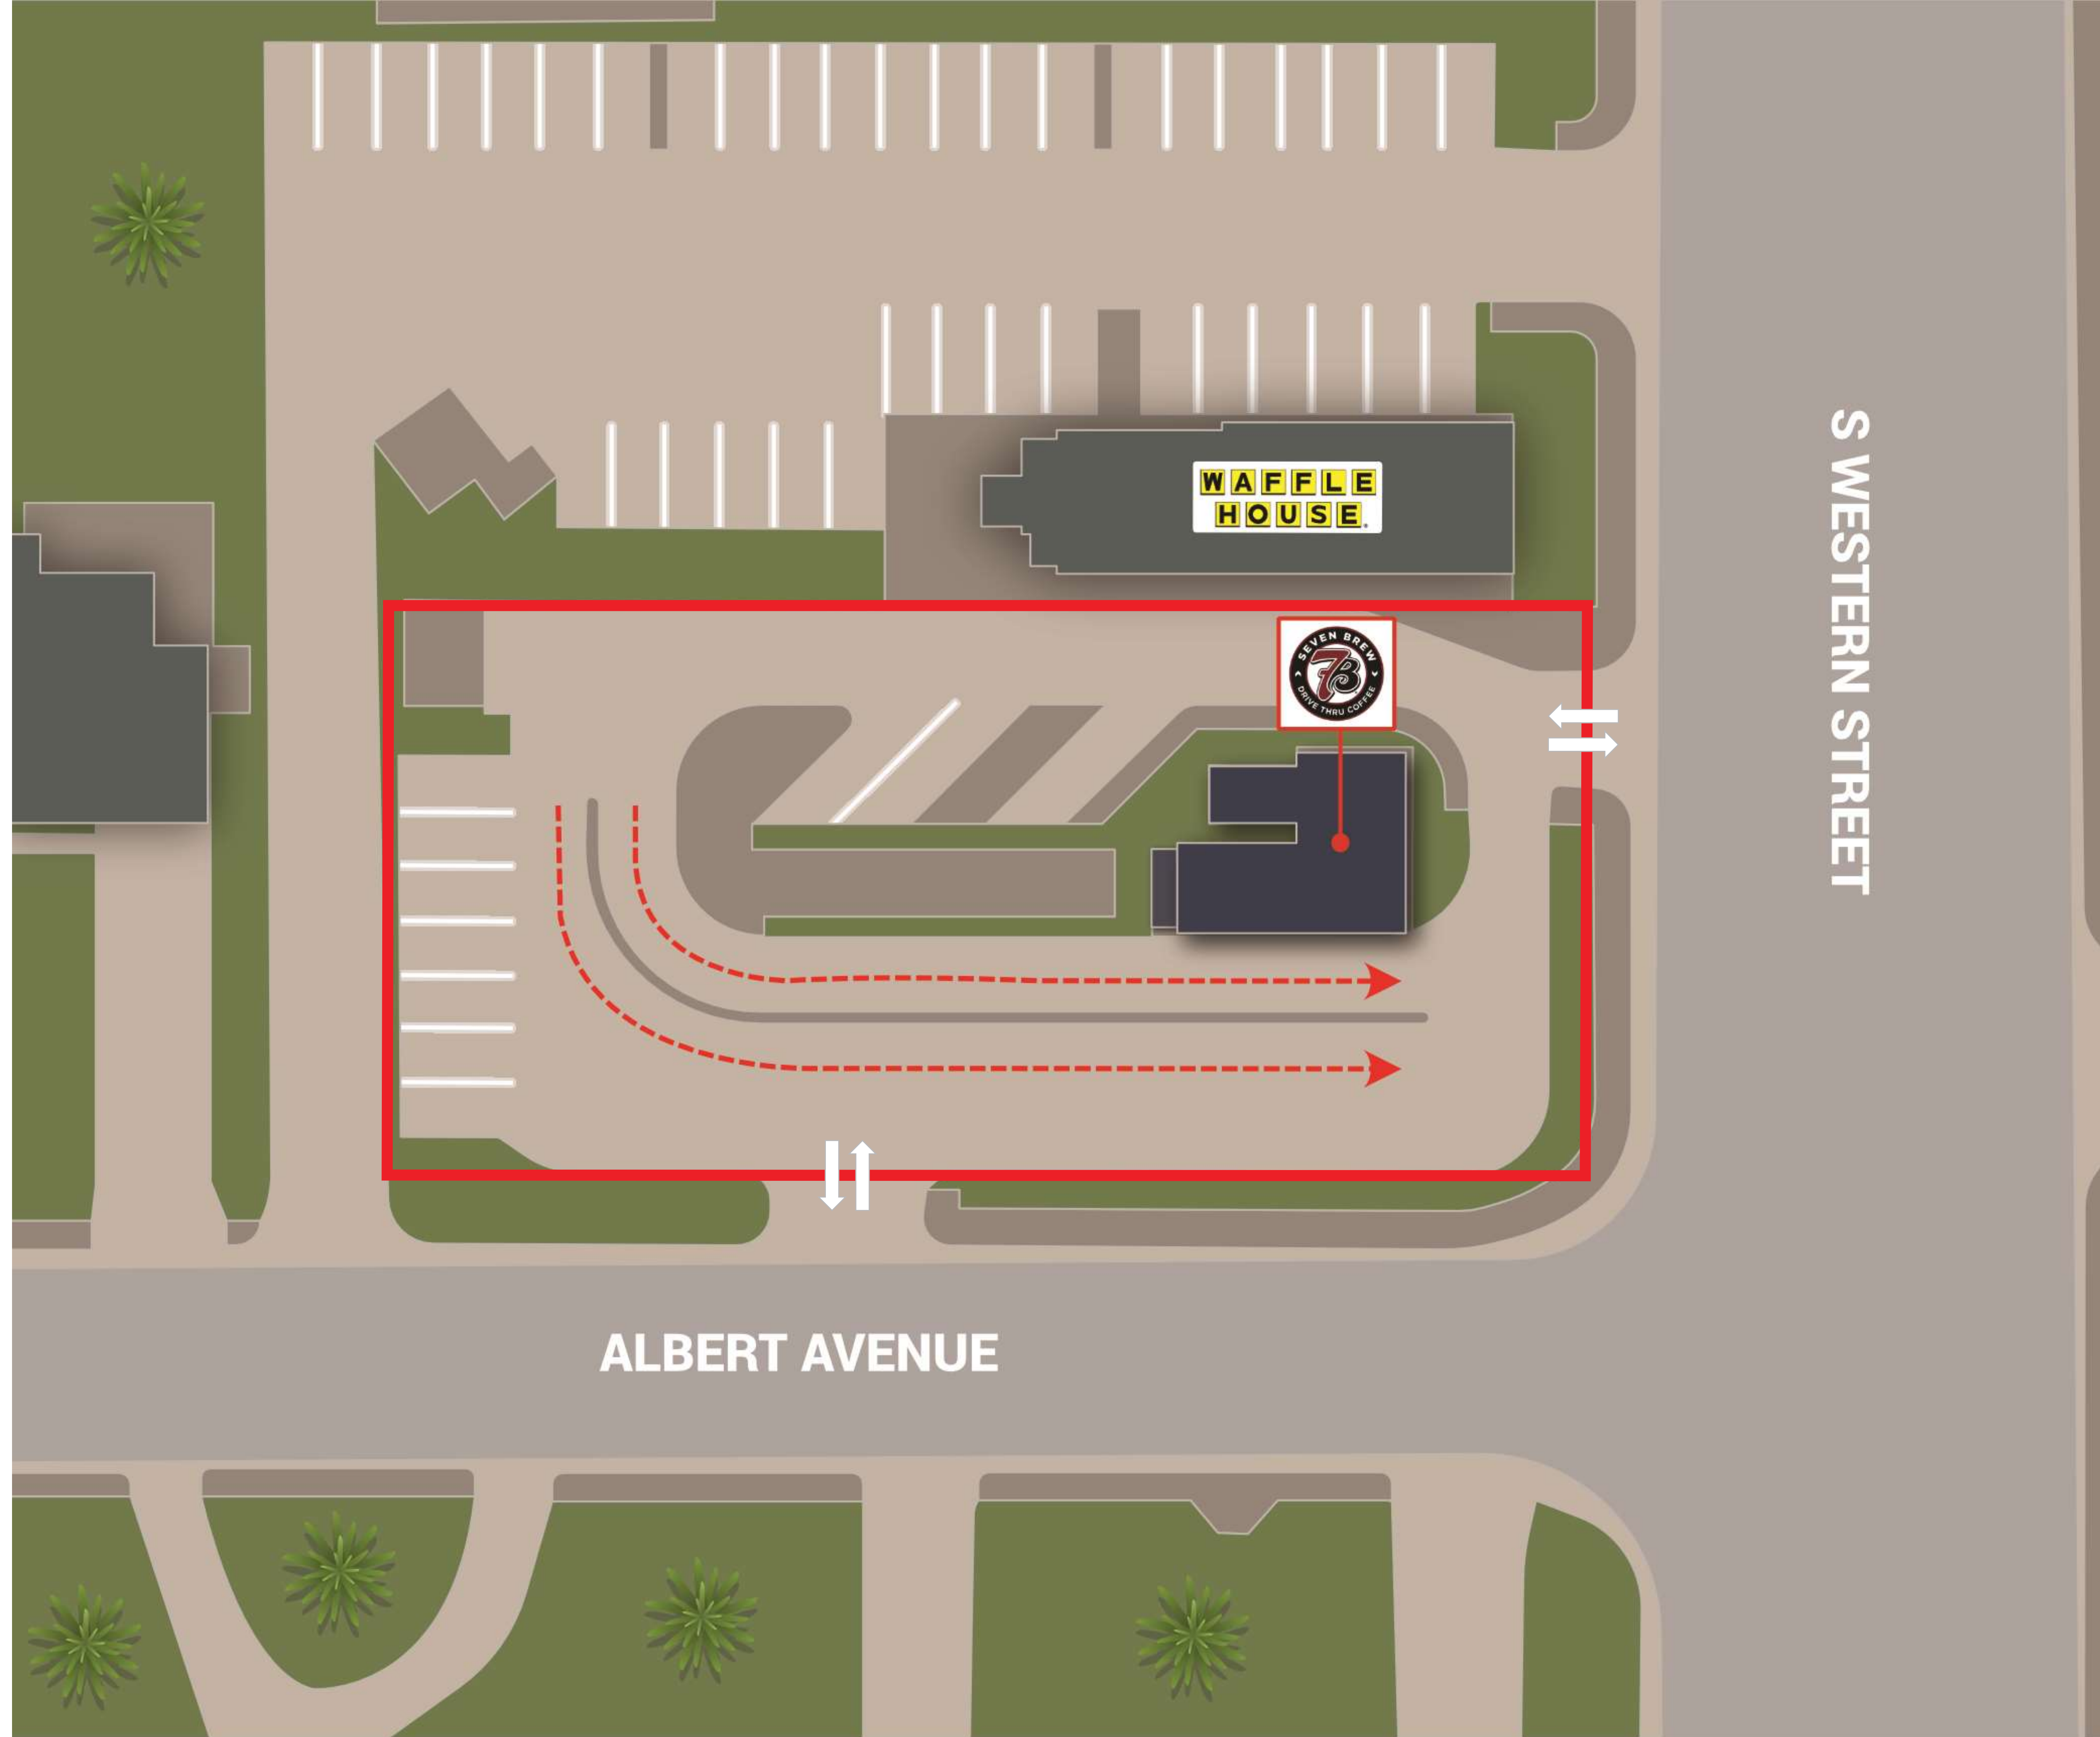 WAFFLE
HOUSE
SEVEN BREW
7B
DRIVE THRU COFFEE
S WESTERN STREET
ALBERT AVENUE